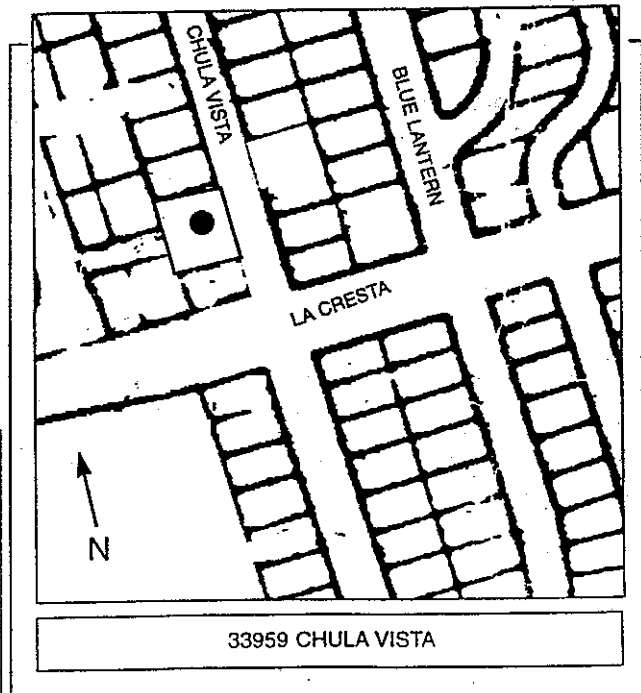 CHULA VISTA
BLUE LANTERN
LA CRESTA
N
33959 CHULA VISTA